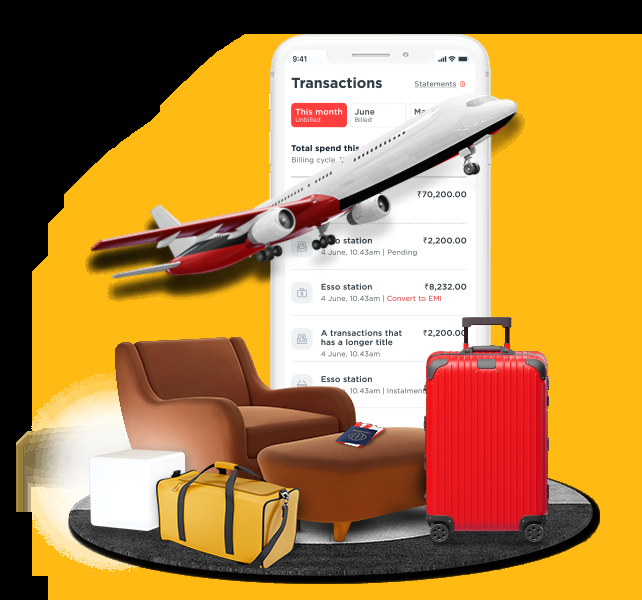 9:41
Transactions
Statements
This month
Unbilled
June
Billed
Total spend this
Billing cycle,
₹70,200.00
station
₹2,200.00
4 June, 10.43am | Pending
Esso station
₹8,232.00
4 June, 10.43am | Convert to EMI
A transactions that
has a longer title
₹2,200.00
4 June, 10.43am
Esso station
4 June, 10.43am | Instalment